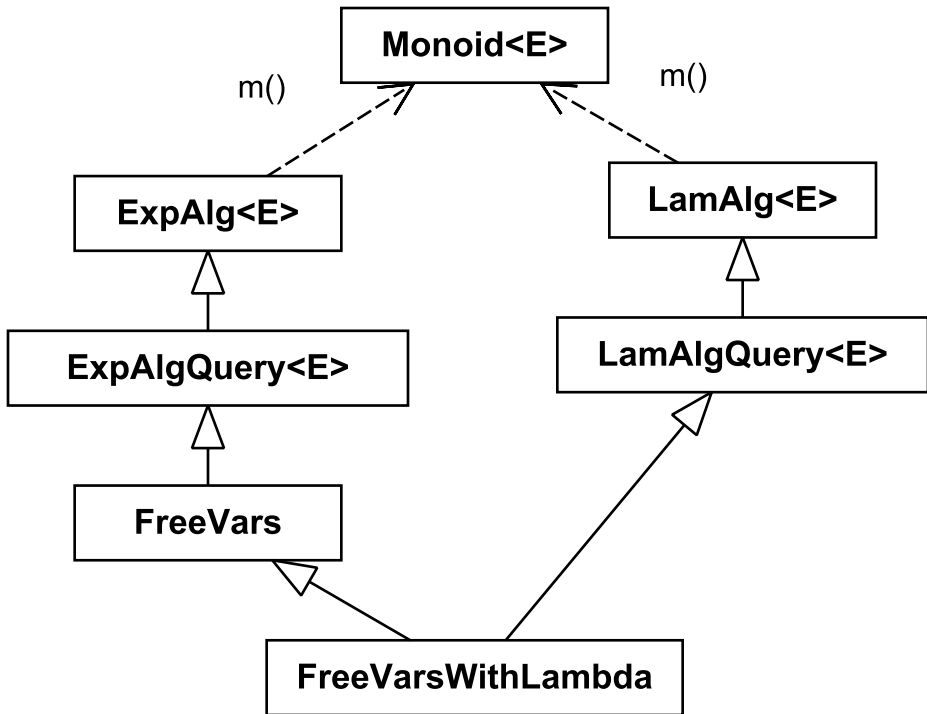 Monoid<E>
m()
m()
ExpAlg<E>
LamAlg<E>
ExpAlgQuery<E>
LamAlgQuery<E>
FreeVars
FreeVarsWithLambda